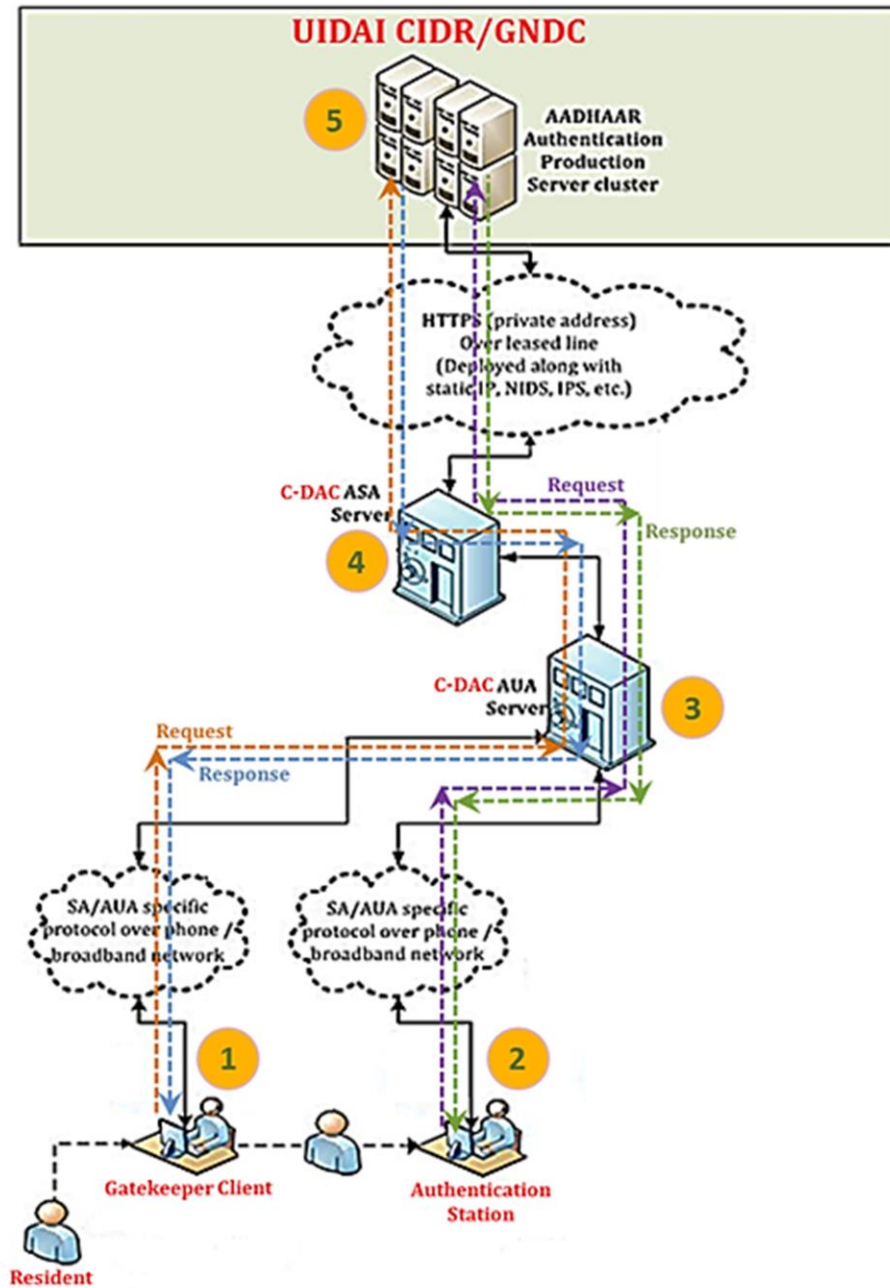 UIDAI CIDR/GNDC
5
AADHAAR
Authentication
Production
Server cluster
HTTPS (private address)
Over leased line
(Deployed along with
static IP, NIDS, IPS, etc.)
C-DAC ASA
Server
4
Request
Response
C-DAC AUA
Server
3
Request
Response
SA/AUA specific
protocol over phone /
broadband network
SA/AUA specific
protocol over phone /
broadband network
1
2
Gatekeeper Client
Authentication
Station
Resident